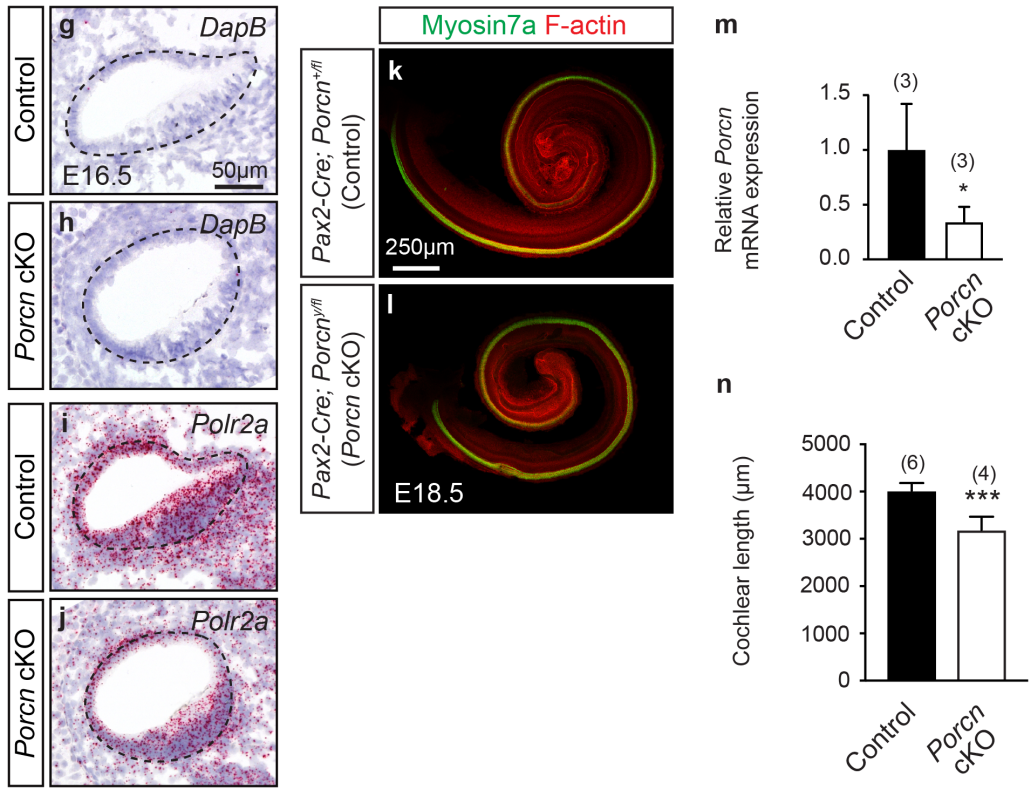 g
DapB
Control
E16.5
50µm
h
DapB
Porcn cKO
i
Polr2a
Control
j
Polr2a
Porcn cKO
Myosin7a F-actin
k
Pax2-Cre; Porcn+/fl
(Control)
250µm
l
Pax2-Cre; Porcny/fl
(Porcn cKO)
E18.5
m
Relative Porcn
mRNA expression
1.5
1.0
0.5
0.0
(3)
(3)
*
Control
Porcn
cKO
n
Cochlear length (µm)
5000
4000
3000
2000
1000
0
(6)
(4)
***
Control
Porcn
cKO